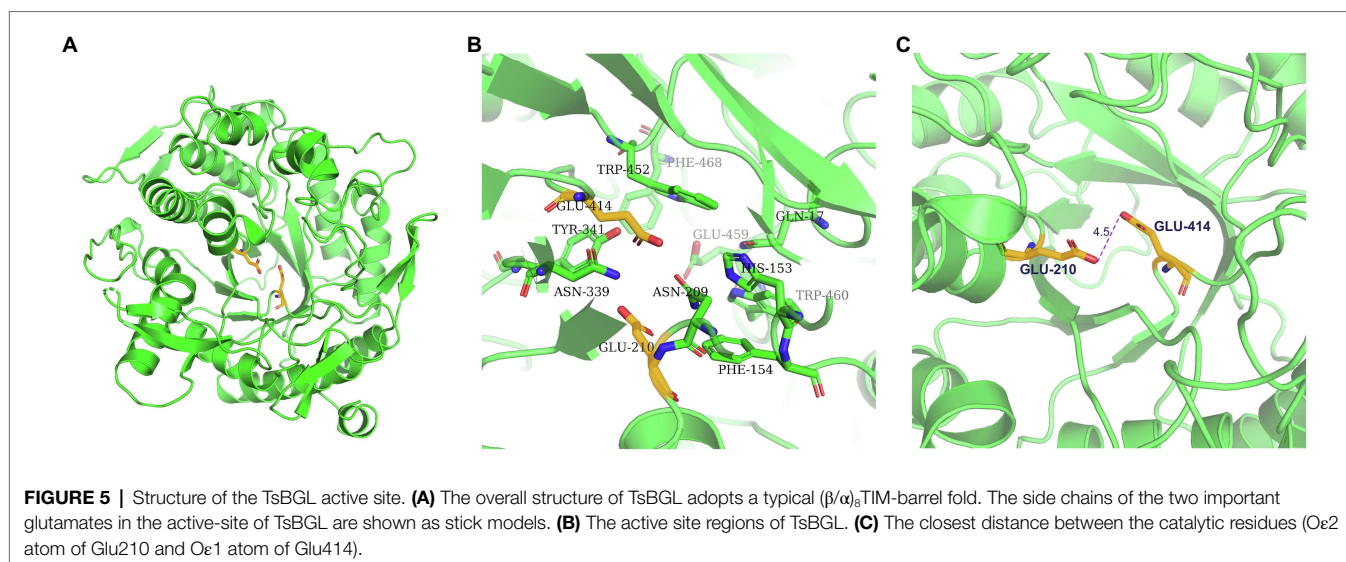 A
B
C
PHE-468
TRP-452
GLU-414
GLN-17
TYR-341
GLU-459
HIS-153
ASN-339
ASN-209
TRP-460
GLU-210
PHE-154
4.5
GLU-414
GLU-210
FIGURE 5 | Structure of the TsBGL active site. (A) The overall structure of TsBGL adopts a typical (β/α)₈TIM-barrel fold. The side chains of the two important
glutamates in the active-site of TsBGL are shown as stick models. (B) The active site regions of TsBGL. (C) The closest distance between the catalytic residues (Oε2
atom of Glu210 and Oε1 atom of Glu414).